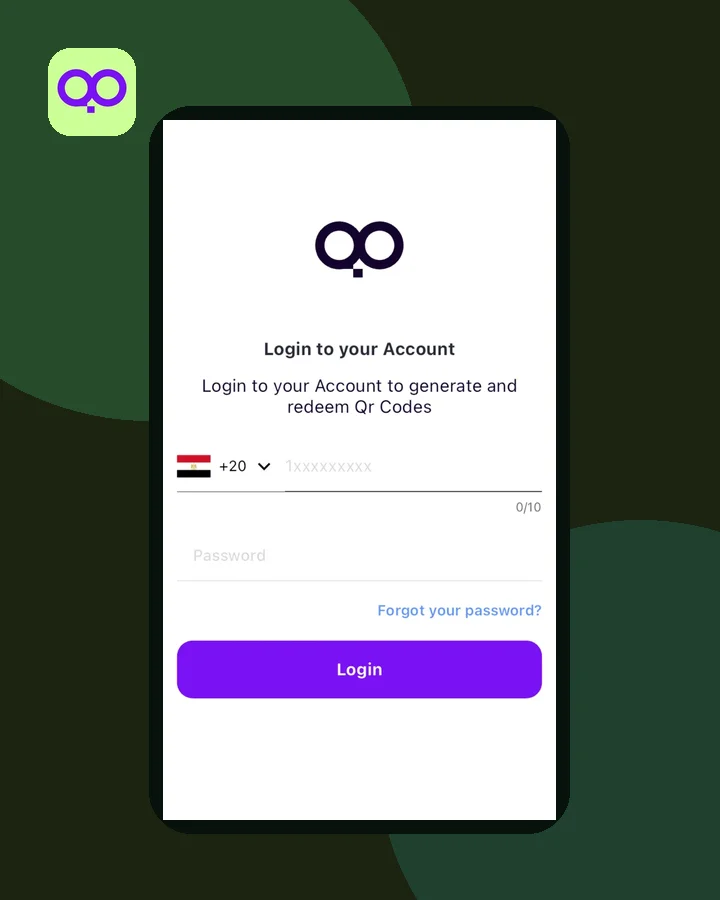 Login to your Account
Login to your Account to generate and
redeem Qr Codes
+20 1xxxxxxxxx
0/10
Password
Forgot your password?
Login